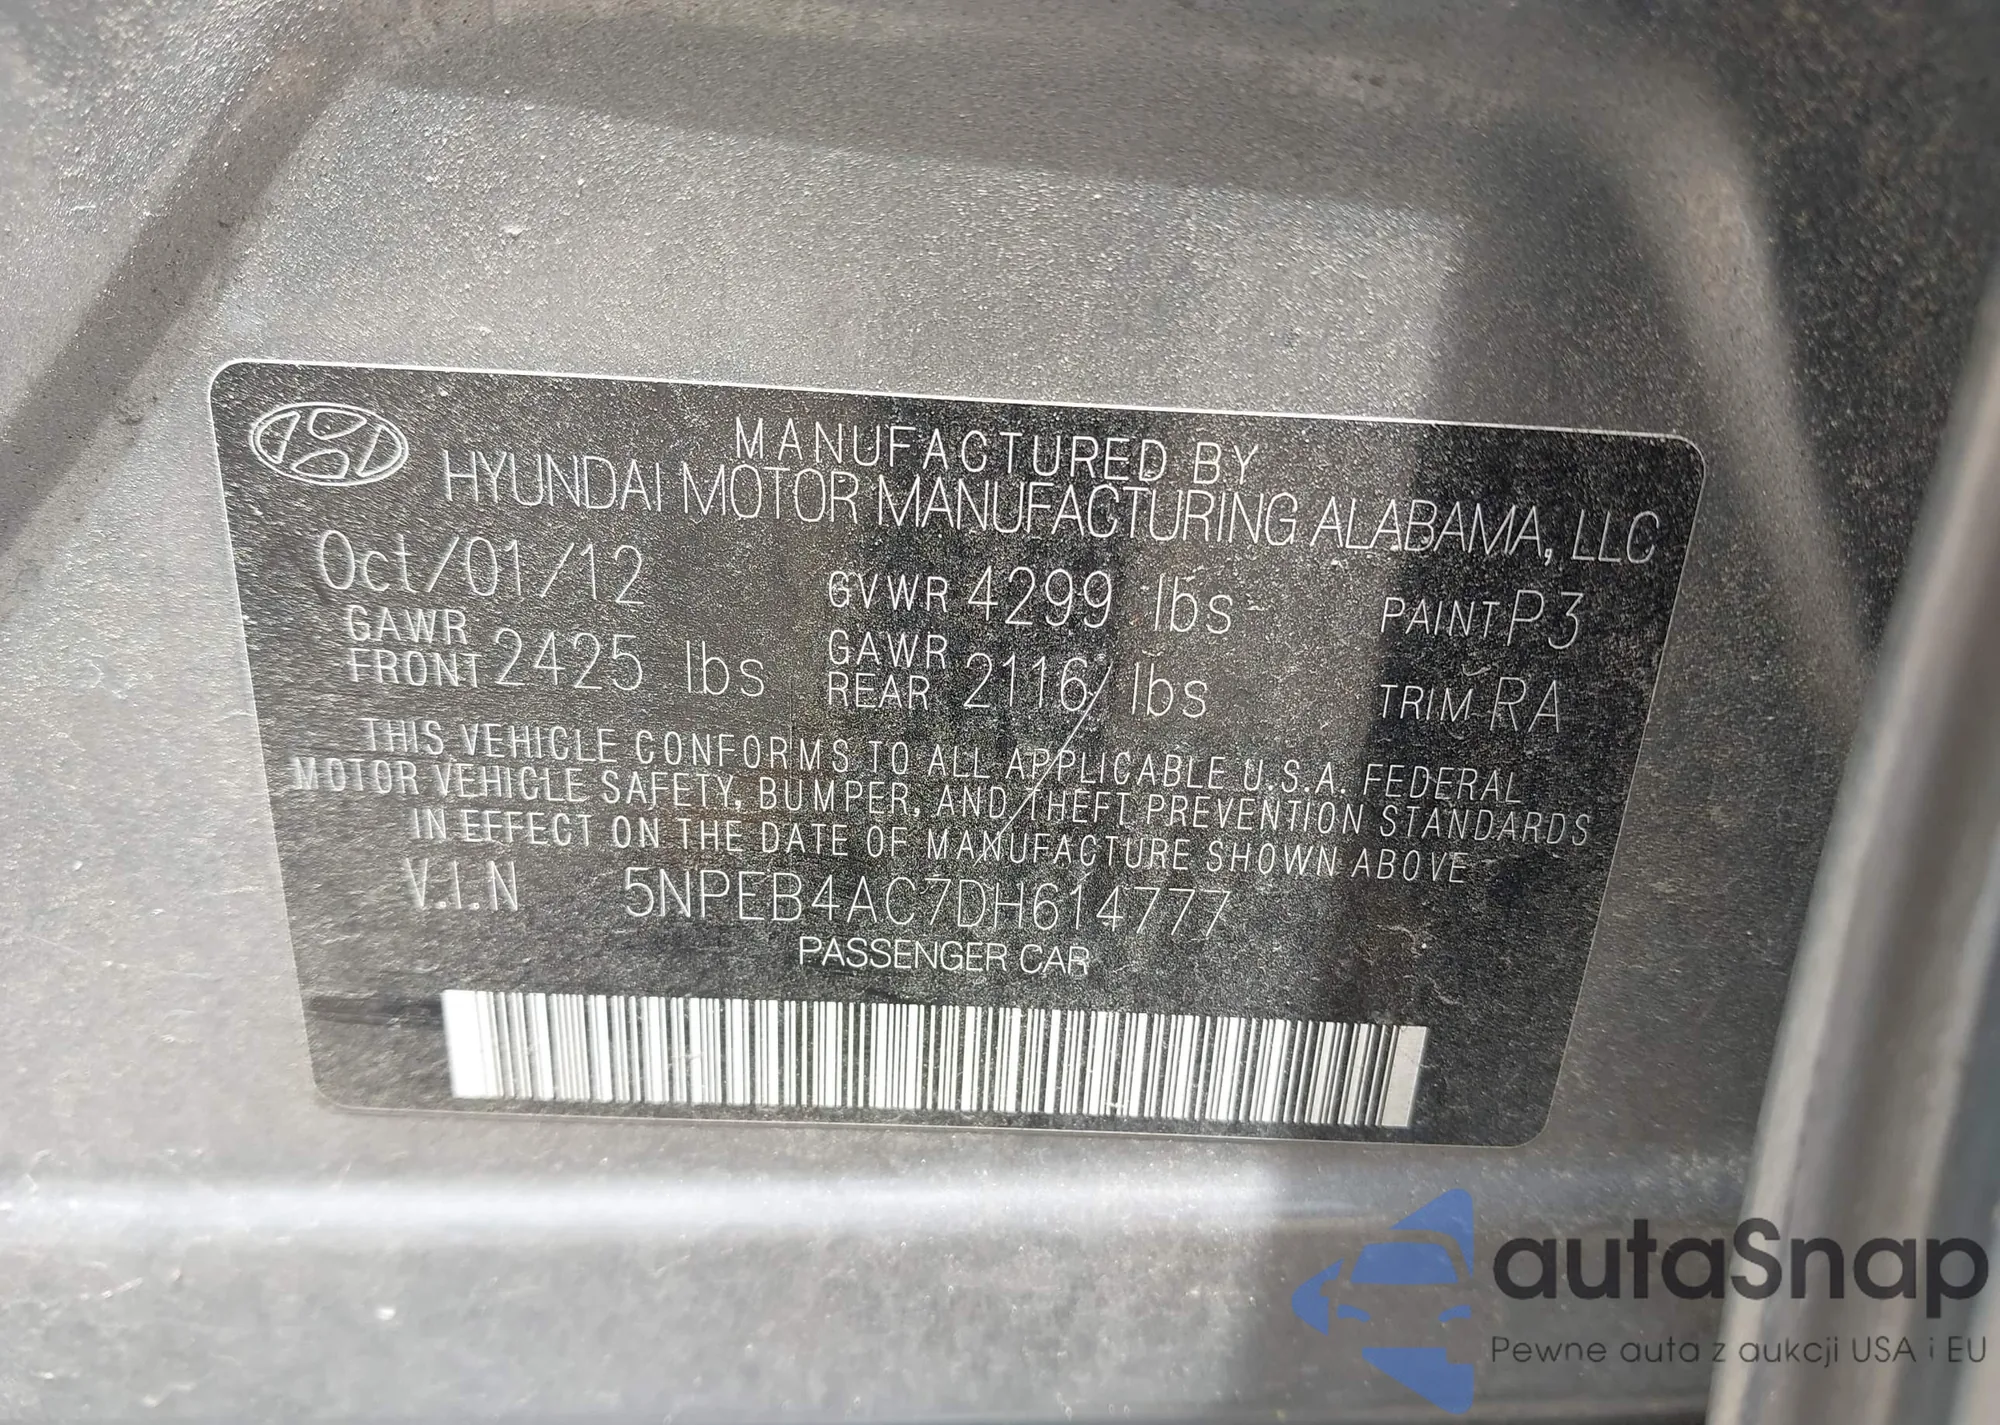 MANUFACTURED BY
HYUNDAI MOTOR MANUFACTURING ALABAMA, LLC
Oct/01/12 GVWR 4299 lbs PAINT P3
GAWR FRONT 2425 lbs GAWR REAR 2116 lbs TRIM RA
THIS VEHICLE CONFORMS TO ALL APPLICABLE U.S.A. FEDERAL
MOTOR VEHICLE SAFETY, BUMPER, AND THEFT PREVENTION STANDARDS
IN EFFECT ON THE DATE OF MANUFACTURE SHOWN ABOVE
V.I.N 5NPEB4AC7DH614777
PASSENGER CAR
autaSnap
Pewne auta z aukcji USA i EU